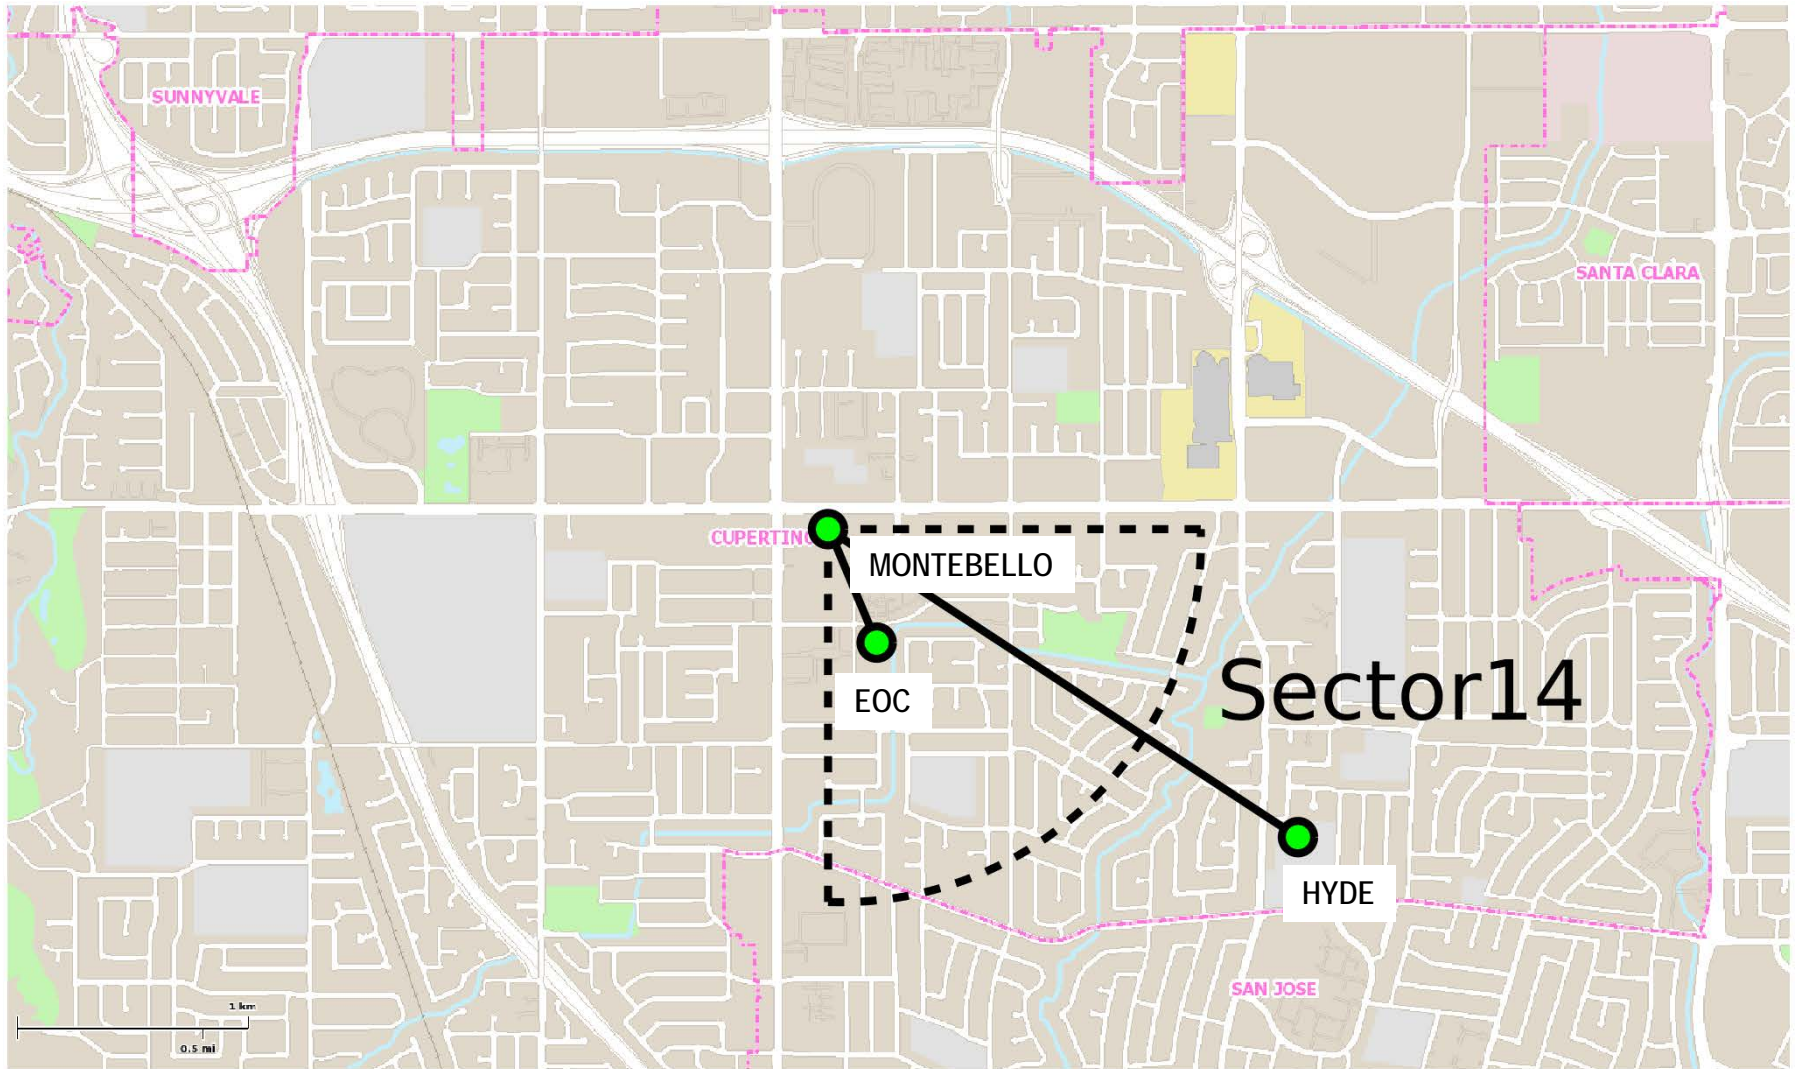 SUNNYVALE
SANTA CLARA
CUPERTINO
MONTEBELLO
EOC
Sector14
HYDE
SAN JOSE
1 km
0.5 mi